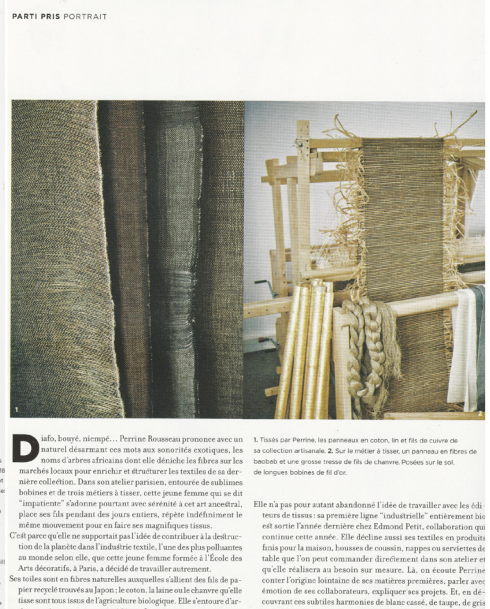 PARTI PRIS PORTRAIT
1
2
Diafo, bouyé, niempé... Perrine Rousseau prononce avec un
naturel désarmant ces mots aux sonorités exotiques, les
noms d'arbres africains dont elle déniche les fibres sur les
marchés locaux pour enrichir et structurer les textiles de sa der-
nière collection. Dans son atelier parisien, entourée de sublimes
bobines et de trois métiers à tisser, cette jeune femme qui se dit
"impatiente" s'adonne pourtant avec sérénité à cet art ancestral,
place ses fils pendant des jours entiers, répète indéfiniment le
même mouvement pour en faire ses magnifiques tissus.
C'est parce qu'elle ne supportait pas l'idée de contribuer à la destruc-
tion de la planète dans l'industrie textile, l'une des plus polluantes
au monde selon elle, que cette jeune femme formée à l'École des
Arts décoratifs, à Paris, a décidé de travailler autrement.
Ses toiles sont en fibres naturelles auxquelles s'allient des fils de pa-
pier recyclé trouvés au Japon ; le coton, la laine ou le chanvre qu'elle
tisse sont tous issus de l'agriculture biologique. Elle s'entoure d'ar-
1. Tissés par Perrine, les panneaux en coton, lin et fils de cuivre de
sa collection artisanale. 2. Sur le métier à tisser, un panneau en fibres de
baobab et une grosse tresse de fils de chanvre. Posées sur le sol,
de longues bobines de fil d'or.
Elle n'a pas pour autant abandonné l'idée de travailler avec les édi-
teurs de tissus : sa première ligne "industrielle" entièrement bio
est sortie l'année dernière chez Edmond Petit, collaboration qui
continue cette année. Elle décline aussi ses textiles en produits
finis pour la maison, housses de coussin, nappes ou serviettes de
table que l'on peut commander directement dans son atelier et
qu'elle réalisera au besoin sur mesure. Là, on écoute Perrine
conter l'origine lointaine de ses matières premières, parler avec
émotion de ses collaborateurs, expliquer ses projets. Et, en dé-
couvrant ces subtiles harmonies de blanc cassé, de taupe, de gris